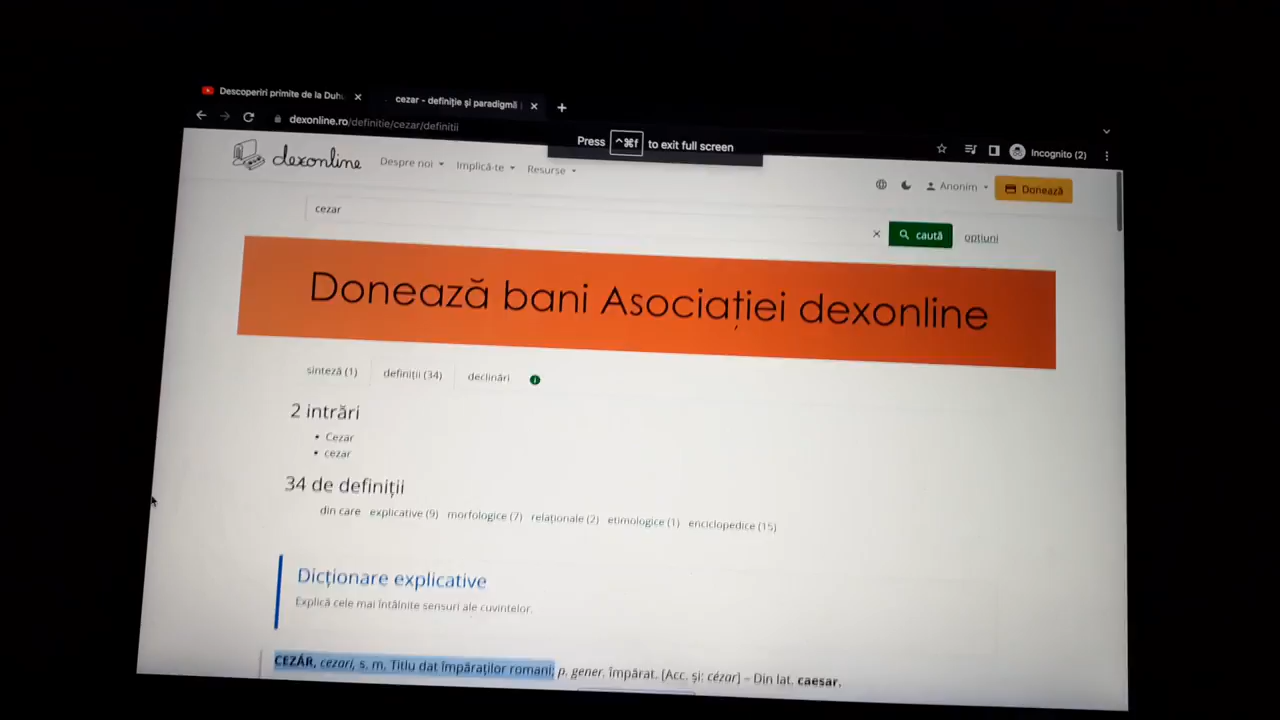 Descoperiri primite de la Duh
cezar - definiție și paradigmă
dexonline.ro/definitie/cezar/definitii
Press ^⌘f to exit full screen
Incognito (2)
dexonline
Despre noi
Implică-te
Resurse
Anonim
Donează
cezar
caută
opțiuni
Donează bani Asociației dexonline
sinteză (1) definiții (34) declinări
2 intrări
• Cezar
• cezar
34 de definiții
din care explicative (9) morfologice (7) relaționale (2) etimologice (1) enciclopedice (15)
Dicționare explicative
Explică cele mai întâlnite sensuri ale cuvintelor.
CEZÁR, cezari, s. m. Titlu dat împăraților romani; p. gener. împărat. [Acc. și: cézar] – Din lat. caesar.